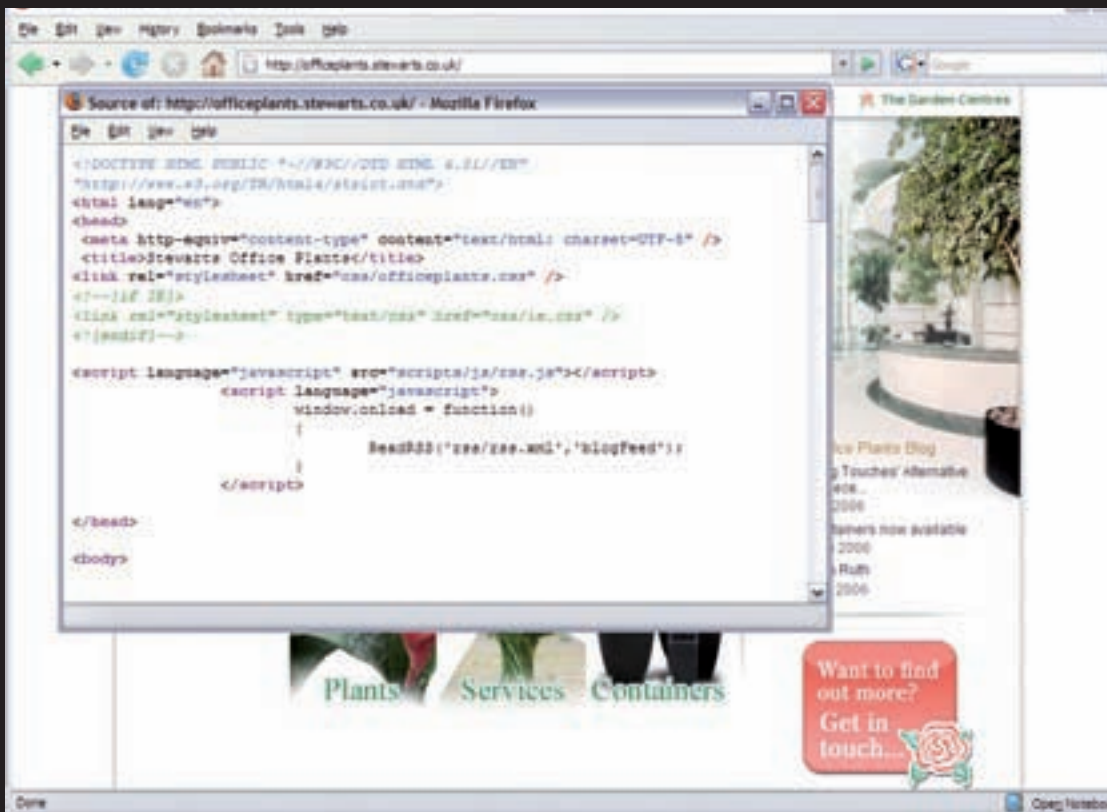 File Edit View History Bookmarks Tools Help
http://officeplants.stewarts.co.uk/
Google
Source of: http://officeplants.stewarts.co.uk/ - Mozilla Firefox
The Garden Centres
File Edit View Help
<!DOCTYPE HTML PUBLIC "-//W3C//DTD HTML 4.01//EN"
"http://www.w3.org/TR/html4/strict.dtd">
<html lang="en">
<head>
<meta http-equiv="content-type" content="text/html; charset=UTF-8" />
<title>Stewarts Office Plants</title>
<link rel="stylesheet" href="css/officeplants.css" />
<!--[if IE]>
<link rel="stylesheet" type="text/css" href="css/ie.css" />
<![endif]-->
<script language="javascript" src="scripts/js/rss.js"></script>
<script language="javascript">
window.onload = function()
{
ReadRSS('rss/rss.xml','blogFeed');
}
</script>
</head>
<body>
Plants Blog
Touches' Alternative
2006
now available
2006
Ruth
2006
Plants Services Containers
Want to find
out more?
Get in
touch...
Done
Open Notebook